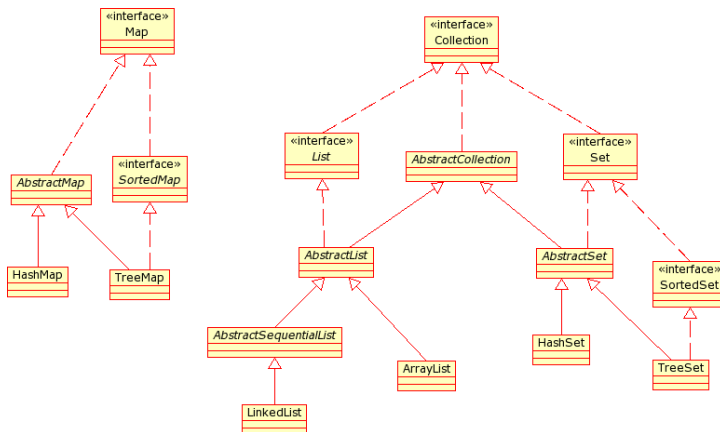 «interface»
Map
«interface»
Collection
«interface»
List
AbstractCollection
«interface»
Set
«interface»
SortedMap
AbstractMap
HashMap
TreeMap
AbstractList
AbstractSet
«interface»
SortedSet
AbstractSequentialList
HashSet
ArrayList
TreeSet
LinkedList